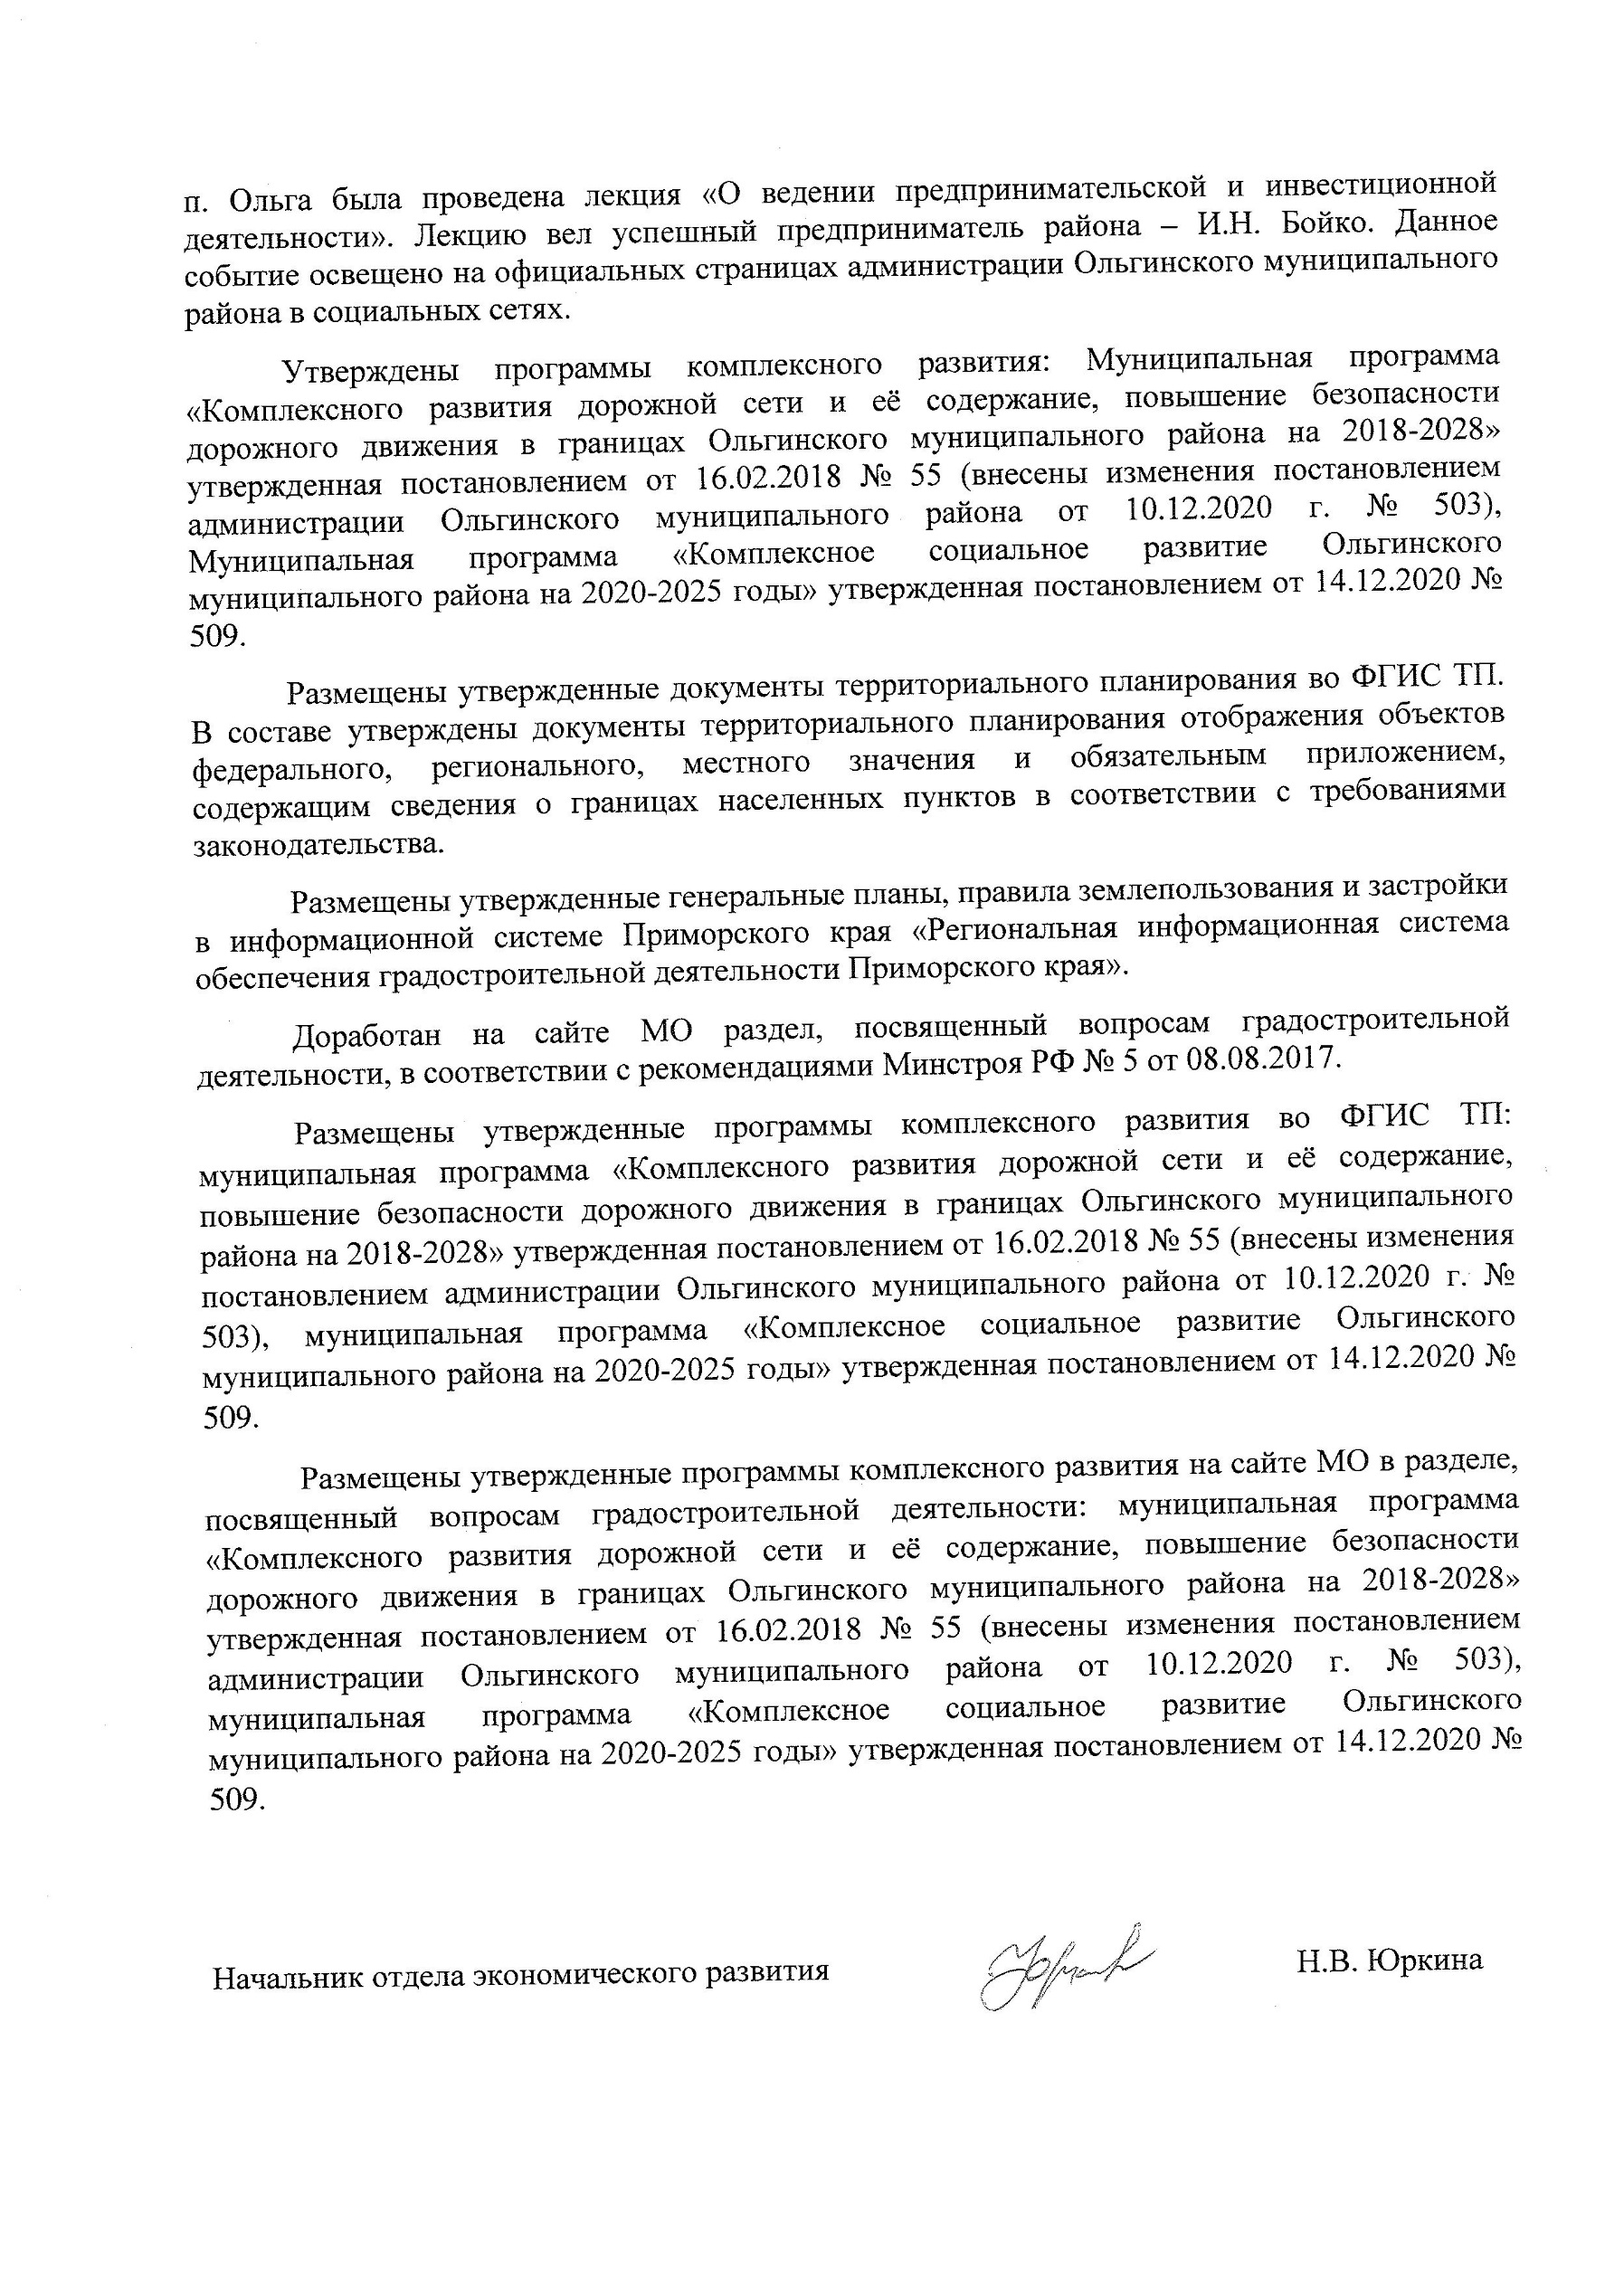 п. Ольга была проведена лекция «О ведении предпринимательской и инвестиционной
деятельности». Лекцию вел успешный предприниматель района – И.Н. Бойко. Данное
событие освещено на официальных страницах администрации Ольгинского муниципального
района в социальных сетях.
Утверждены программы комплексного развития: Муниципальная программа
«Комплексного развития дорожной сети и её содержание, повышение безопасности
дорожного движения в границах Ольгинского муниципального района на 2018-2028»
утвержденная постановлением от 16.02.2018 № 55 (внесены изменения постановлением
администрации Ольгинского муниципального района от 10.12.2020 г. № 503),
Муниципальная программа «Комплексное социальное развитие Ольгинского
муниципального района на 2020-2025 годы» утвержденная постановлением от 14.12.2020 №
509.
Размещены утвержденные документы территориального планирования во ФГИС ТП.
В составе утверждены документы территориального планирования отображения объектов
федерального, регионального, местного значения и обязательным приложением,
содержащим сведения о границах населенных пунктов в соответствии с требованиями
законодательства.
Размещены утвержденные генеральные планы, правила землепользования и застройки
в информационной системе Приморского края «Региональная информационная система
обеспечения градостроительной деятельности Приморского края».
Доработан на сайте МО раздел, посвященный вопросам градостроительной
деятельности, в соответствии с рекомендациями Минстроя РФ № 5 от 08.08.2017.
Размещены утвержденные программы комплексного развития во ФГИС ТП:
муниципальная программа «Комплексного развития дорожной сети и её содержание,
повышение безопасности дорожного движения в границах Ольгинского муниципального
района на 2018-2028» утвержденная постановлением от 16.02.2018 № 55 (внесены изменения
постановлением администрации Ольгинского муниципального района от 10.12.2020 г. №
503), муниципальная программа «Комплексное социальное развитие Ольгинского
муниципального района на 2020-2025 годы» утвержденная постановлением от 14.12.2020 №
509.
Размещены утвержденные программы комплексного развития на сайте МО в разделе,
посвященный вопросам градостроительной деятельности: муниципальная программа
«Комплексного развития дорожной сети и её содержание, повышение безопасности
дорожного движения в границах Ольгинского муниципального района на 2018-2028»
утвержденная постановлением от 16.02.2018 № 55 (внесены изменения постановлением
администрации Ольгинского муниципального района от 10.12.2020 г. № 503),
муниципальная программа «Комплексное социальное развитие Ольгинского
муниципального района на 2020-2025 годы» утвержденная постановлением от 14.12.2020 №
509.
Начальник отдела экономического развития Н.В. Юркина